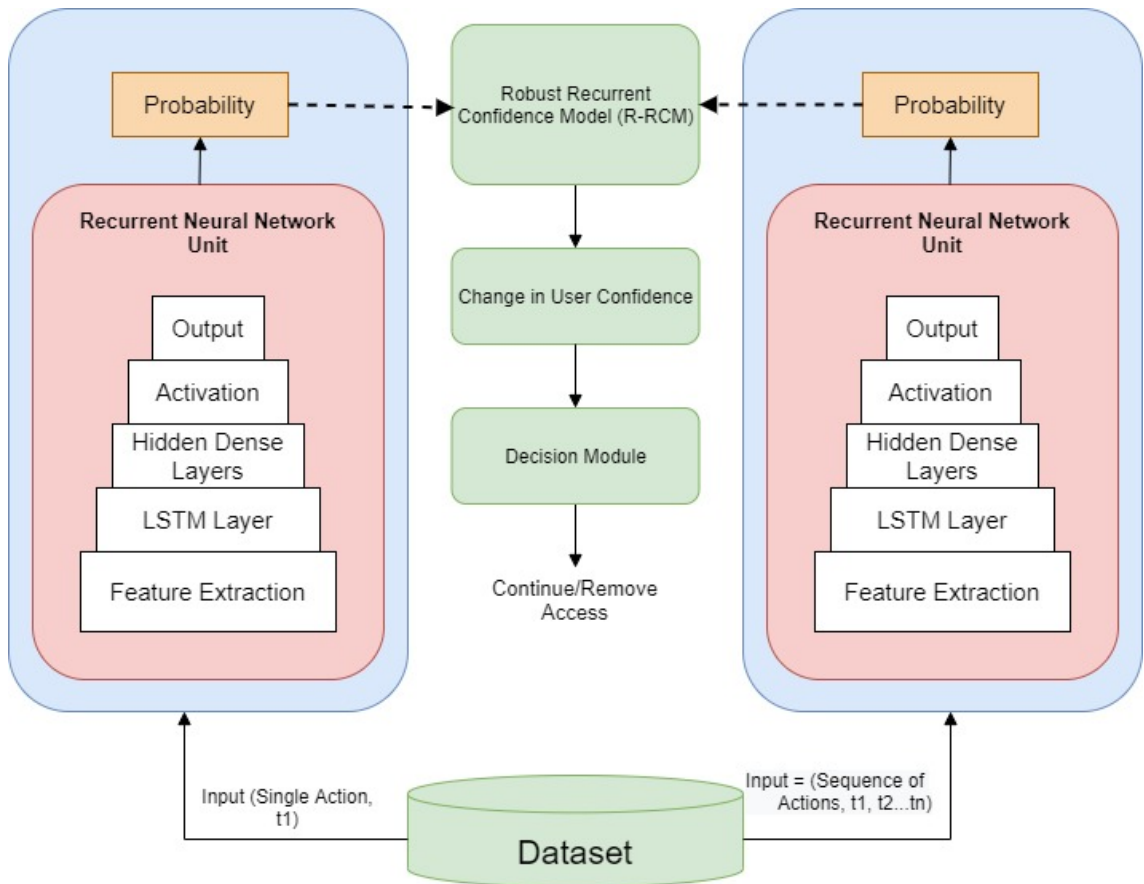 Probability
Recurrent Neural Network
Unit
Output
Activation
Hidden Dense
Layers
LSTM Layer
Feature Extraction
Robust Recurrent
Confidence Model (R-RCM)
Change in User Confidence
Decision Module
Continue/Remove
Access
Probability
Recurrent Neural Network
Unit
Output
Activation
Hidden Dense
Layers
LSTM Layer
Feature Extraction
Input (Single Action,
t1)
Input = (Sequence of
Actions, t1, t2...tn)
Dataset